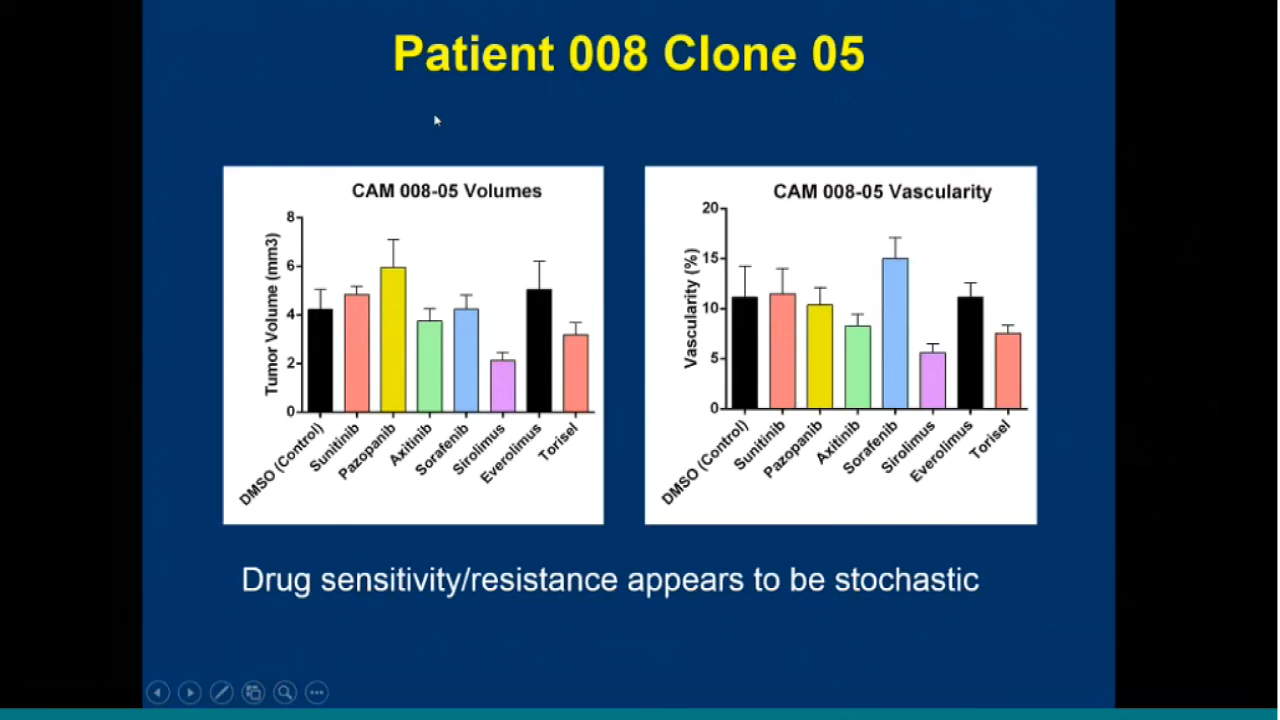 Patient 008 Clone 05
CAM 008-05 Volumes
Tumor Volume (mm3)
8
6
4
2
0
DMSO (Control)
Sunitinib
Pazopanib
Axitinib
Sorafenib
Sirolimus
Everolimus
Torisel
CAM 008-05 Vascularity
Vascularity (%)
20
15
10
5
0
DMSO (Control)
Sunitinib
Pazopanib
Axitinib
Sorafenib
Sirolimus
Everolimus
Torisel
Drug sensitivity/resistance appears to be stochastic